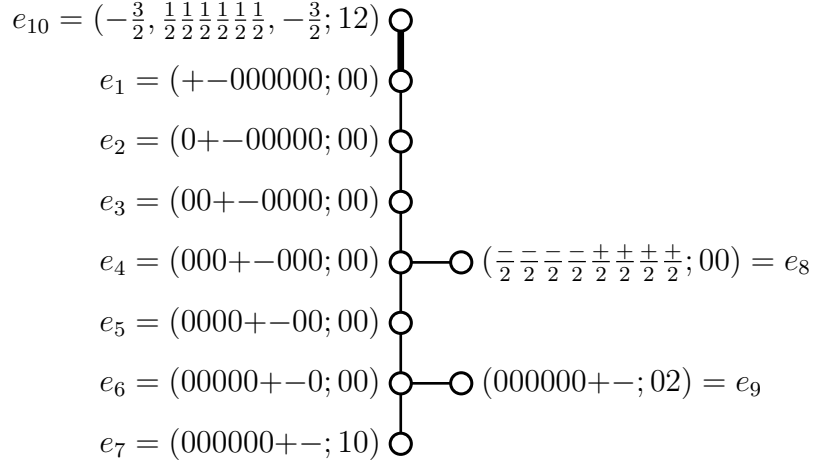 e_{10} = (-\frac{3}{2}, \frac{1}{2}\frac{1}{2}\frac{1}{2}\frac{1}{2}\frac{1}{2}\frac{1}{2}, -\frac{3}{2}; 12)
e_1 = (+−000000; 00)
e_2 = (0+−00000; 00)
e_3 = (00+−0000; 00)
e_4 = (000+−000; 00) (\frac{−}{2}\frac{−}{2}\frac{−}{2}\frac{−}{2}\frac{+}{2}\frac{+}{2}\frac{+}{2}\frac{+}{2}; 00) = e_8
e_5 = (0000+−00; 00)
e_6 = (00000+−0; 00) (000000+−; 02) = e_9
e_7 = (000000+−; 10)